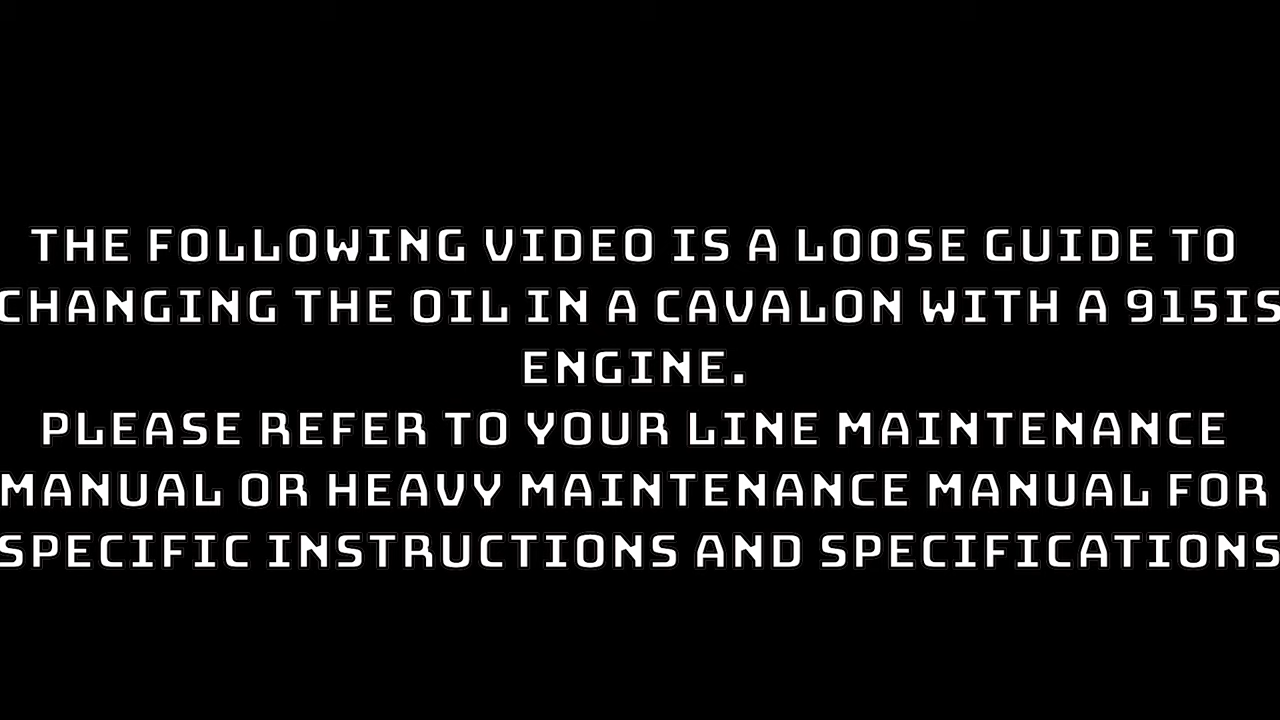 THE FOLLOWING VIDEO IS A LOOSE GUIDE TO
CHANGING THE OIL IN A CAVALON WITH A 915IS
ENGINE.
PLEASE REFER TO YOUR LINE MAINTENANCE
MANUAL OR HEAVY MAINTENANCE MANUAL FOR
SPECIFIC INSTRUCTIONS AND SPECIFICATIONS